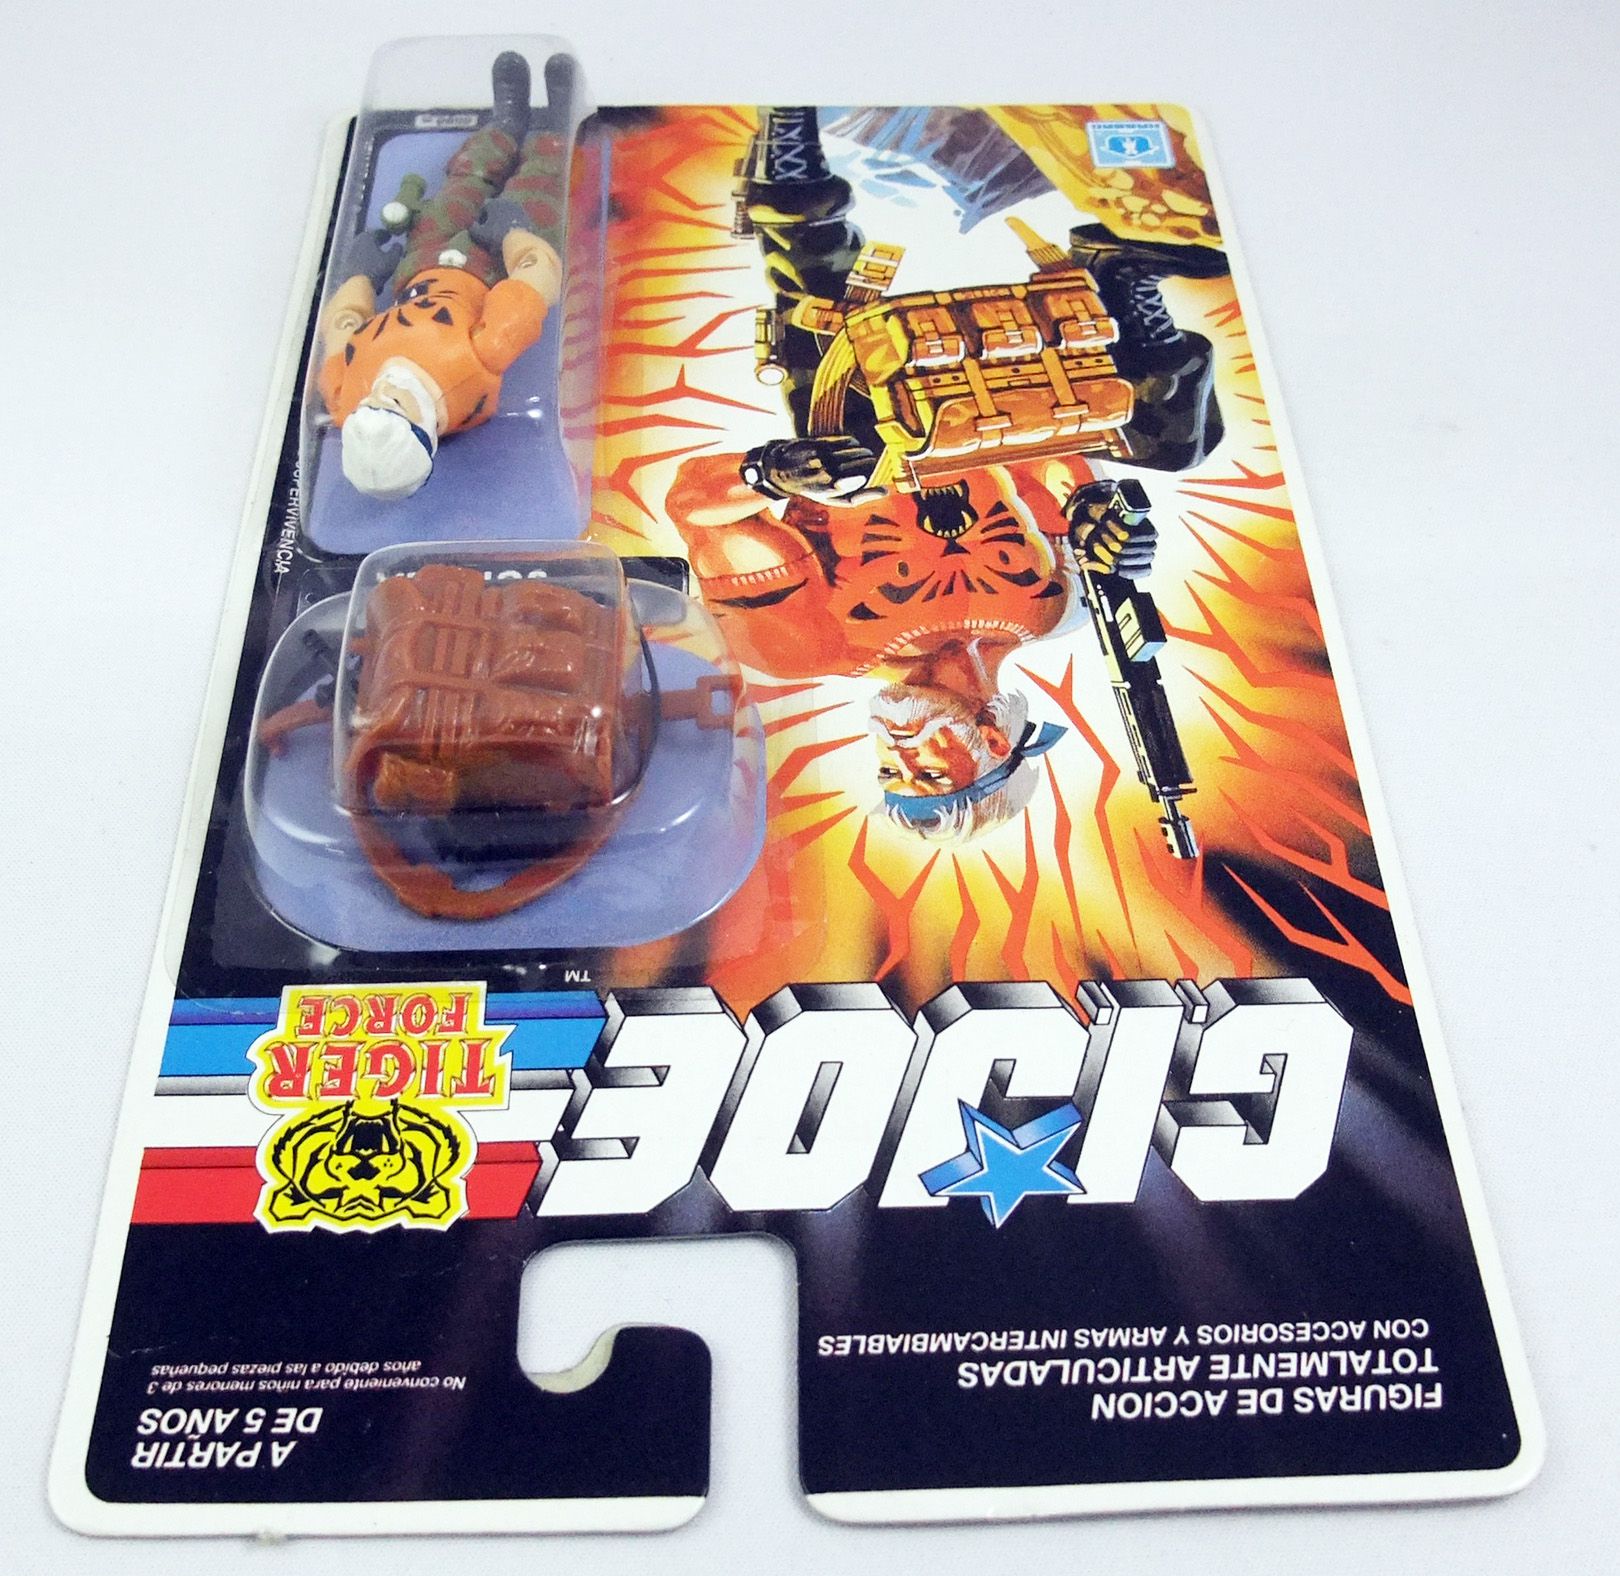 A PARTIR
DE 5 AÑOS
No conveniente para niños menores de 3
años debido a las piezas pequeñas
FIGURAS DE ACCION
TOTALMENTE ARTICULADAS
CON ACCESORIOS Y ARMAS INTERCAMBIABLES
G.I. JOE
TIGER
FORCE
TM
SUPERVIVENCIA
HASBRO